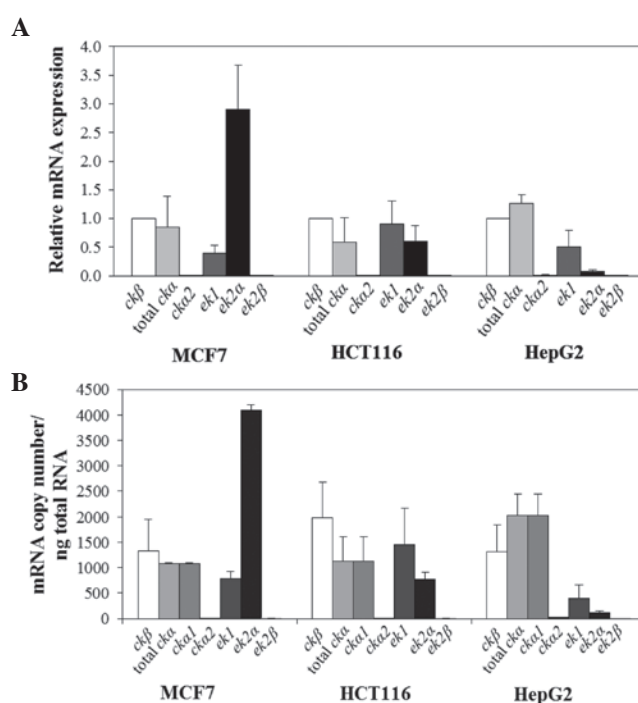 A
Relative mRNA expression
4.0
3.5
3.0
2.5
2.0
1.5
1.0
0.5
0.0
ckβ total ckα ckα2 ek1 ek2α ek2β ckβ total ckα ckα2 ek1 ek2α ek2β ckβ total ckα ckα2 ek1 ek2α ek2β
MCF7 HCT116 HepG2
B
mRNA copy number/
ng total RNA
4500
4000
3500
3000
2500
2000
1500
1000
500
0
ckβ total ckα ckα1 ckα2 ek1 ek2α ek2β ckβ total ckα ckα1 ckα2 ek1 ek2α ek2β ckβ total ckα ckα1 ckα2 ek1 ek2α ek2β
MCF7 HCT116 HepG2